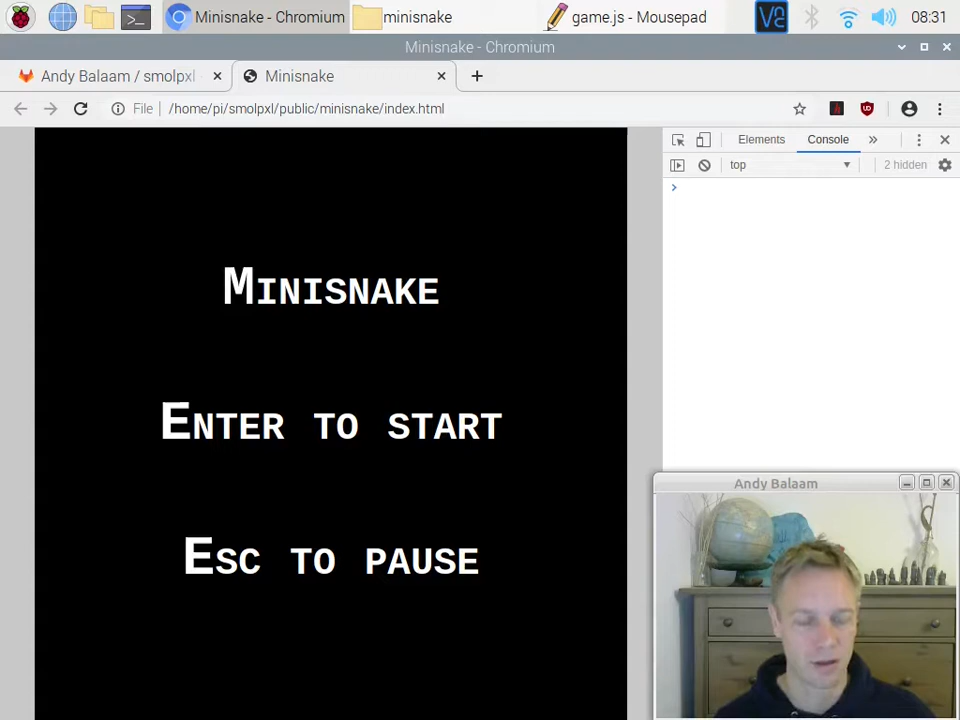 Minisnake - Chromium
minisnake
game.js - Mousepad
08:31
Minisnake - Chromium
Andy Balaam / smolpxl
Minisnake
File
/home/pi/smolpxl/public/minisnake/index.html
Elements
Console
top
2 hidden
Minisnake
Enter to start
Esc to pause
Andy Balaam